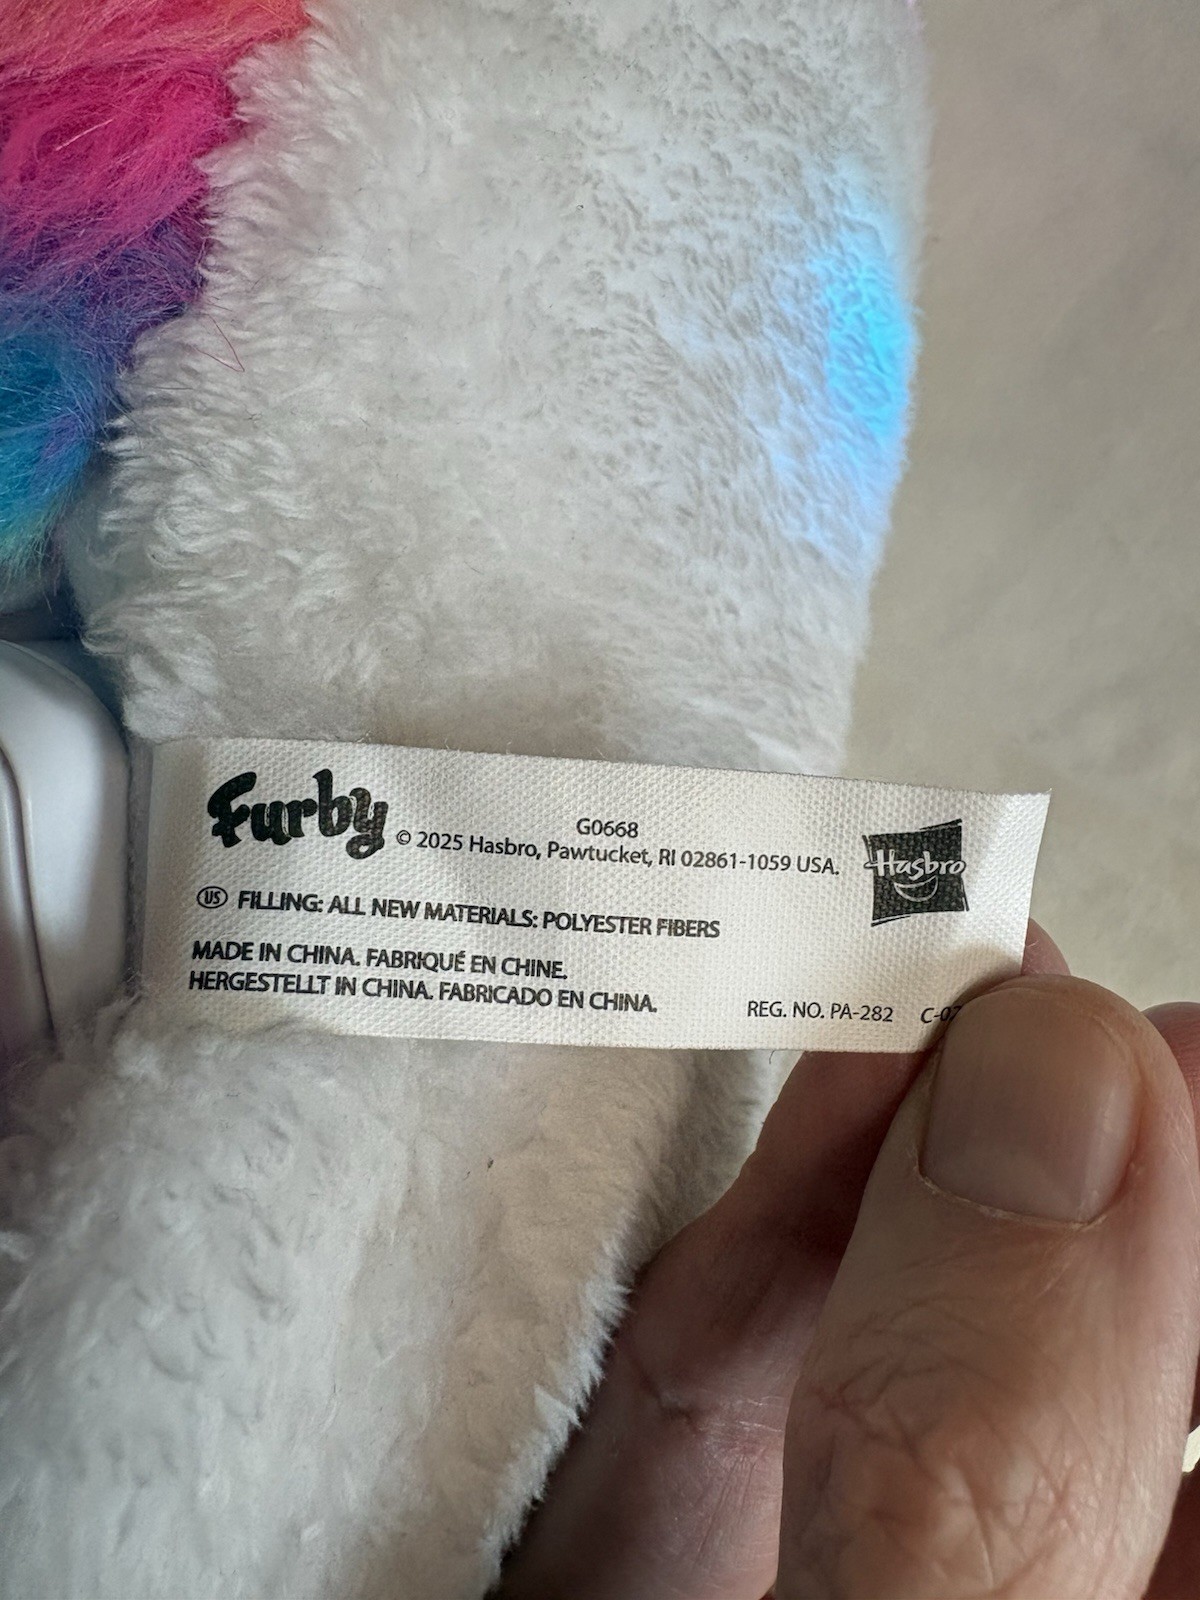 Furby
G0668
© 2025 Hasbro, Pawtucket, RI 02861-1059 USA.
Hasbro
US FILLING: ALL NEW MATERIALS: POLYESTER FIBERS
MADE IN CHINA. FABRIQUÉ EN CHINE.
HERGESTELLT IN CHINA. FABRICADO EN CHINA.
REG. NO. PA-282